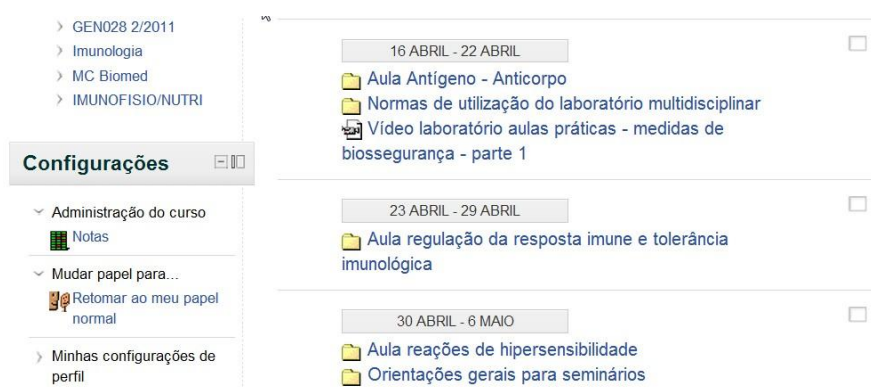 GEN028 2/2011
Imunologia
MC Biomed
IMUNOFISIO/NUTRI
Configurações
Administração do curso
Notas
Mudar papel para...
Retomar ao meu papel
normal
Minhas configurações de
perfil
16 ABRIL - 22 ABRIL
Aula Antígeno - Anticorpo
Normas de utilização do laboratório multidisciplinar
Vídeo laboratório aulas práticas - medidas de
biossegurança - parte 1
23 ABRIL - 29 ABRIL
Aula regulação da resposta imune e tolerância
imunológica
30 ABRIL - 6 MAIO
Aula reações de hipersensibilidade
Orientações gerais para seminários